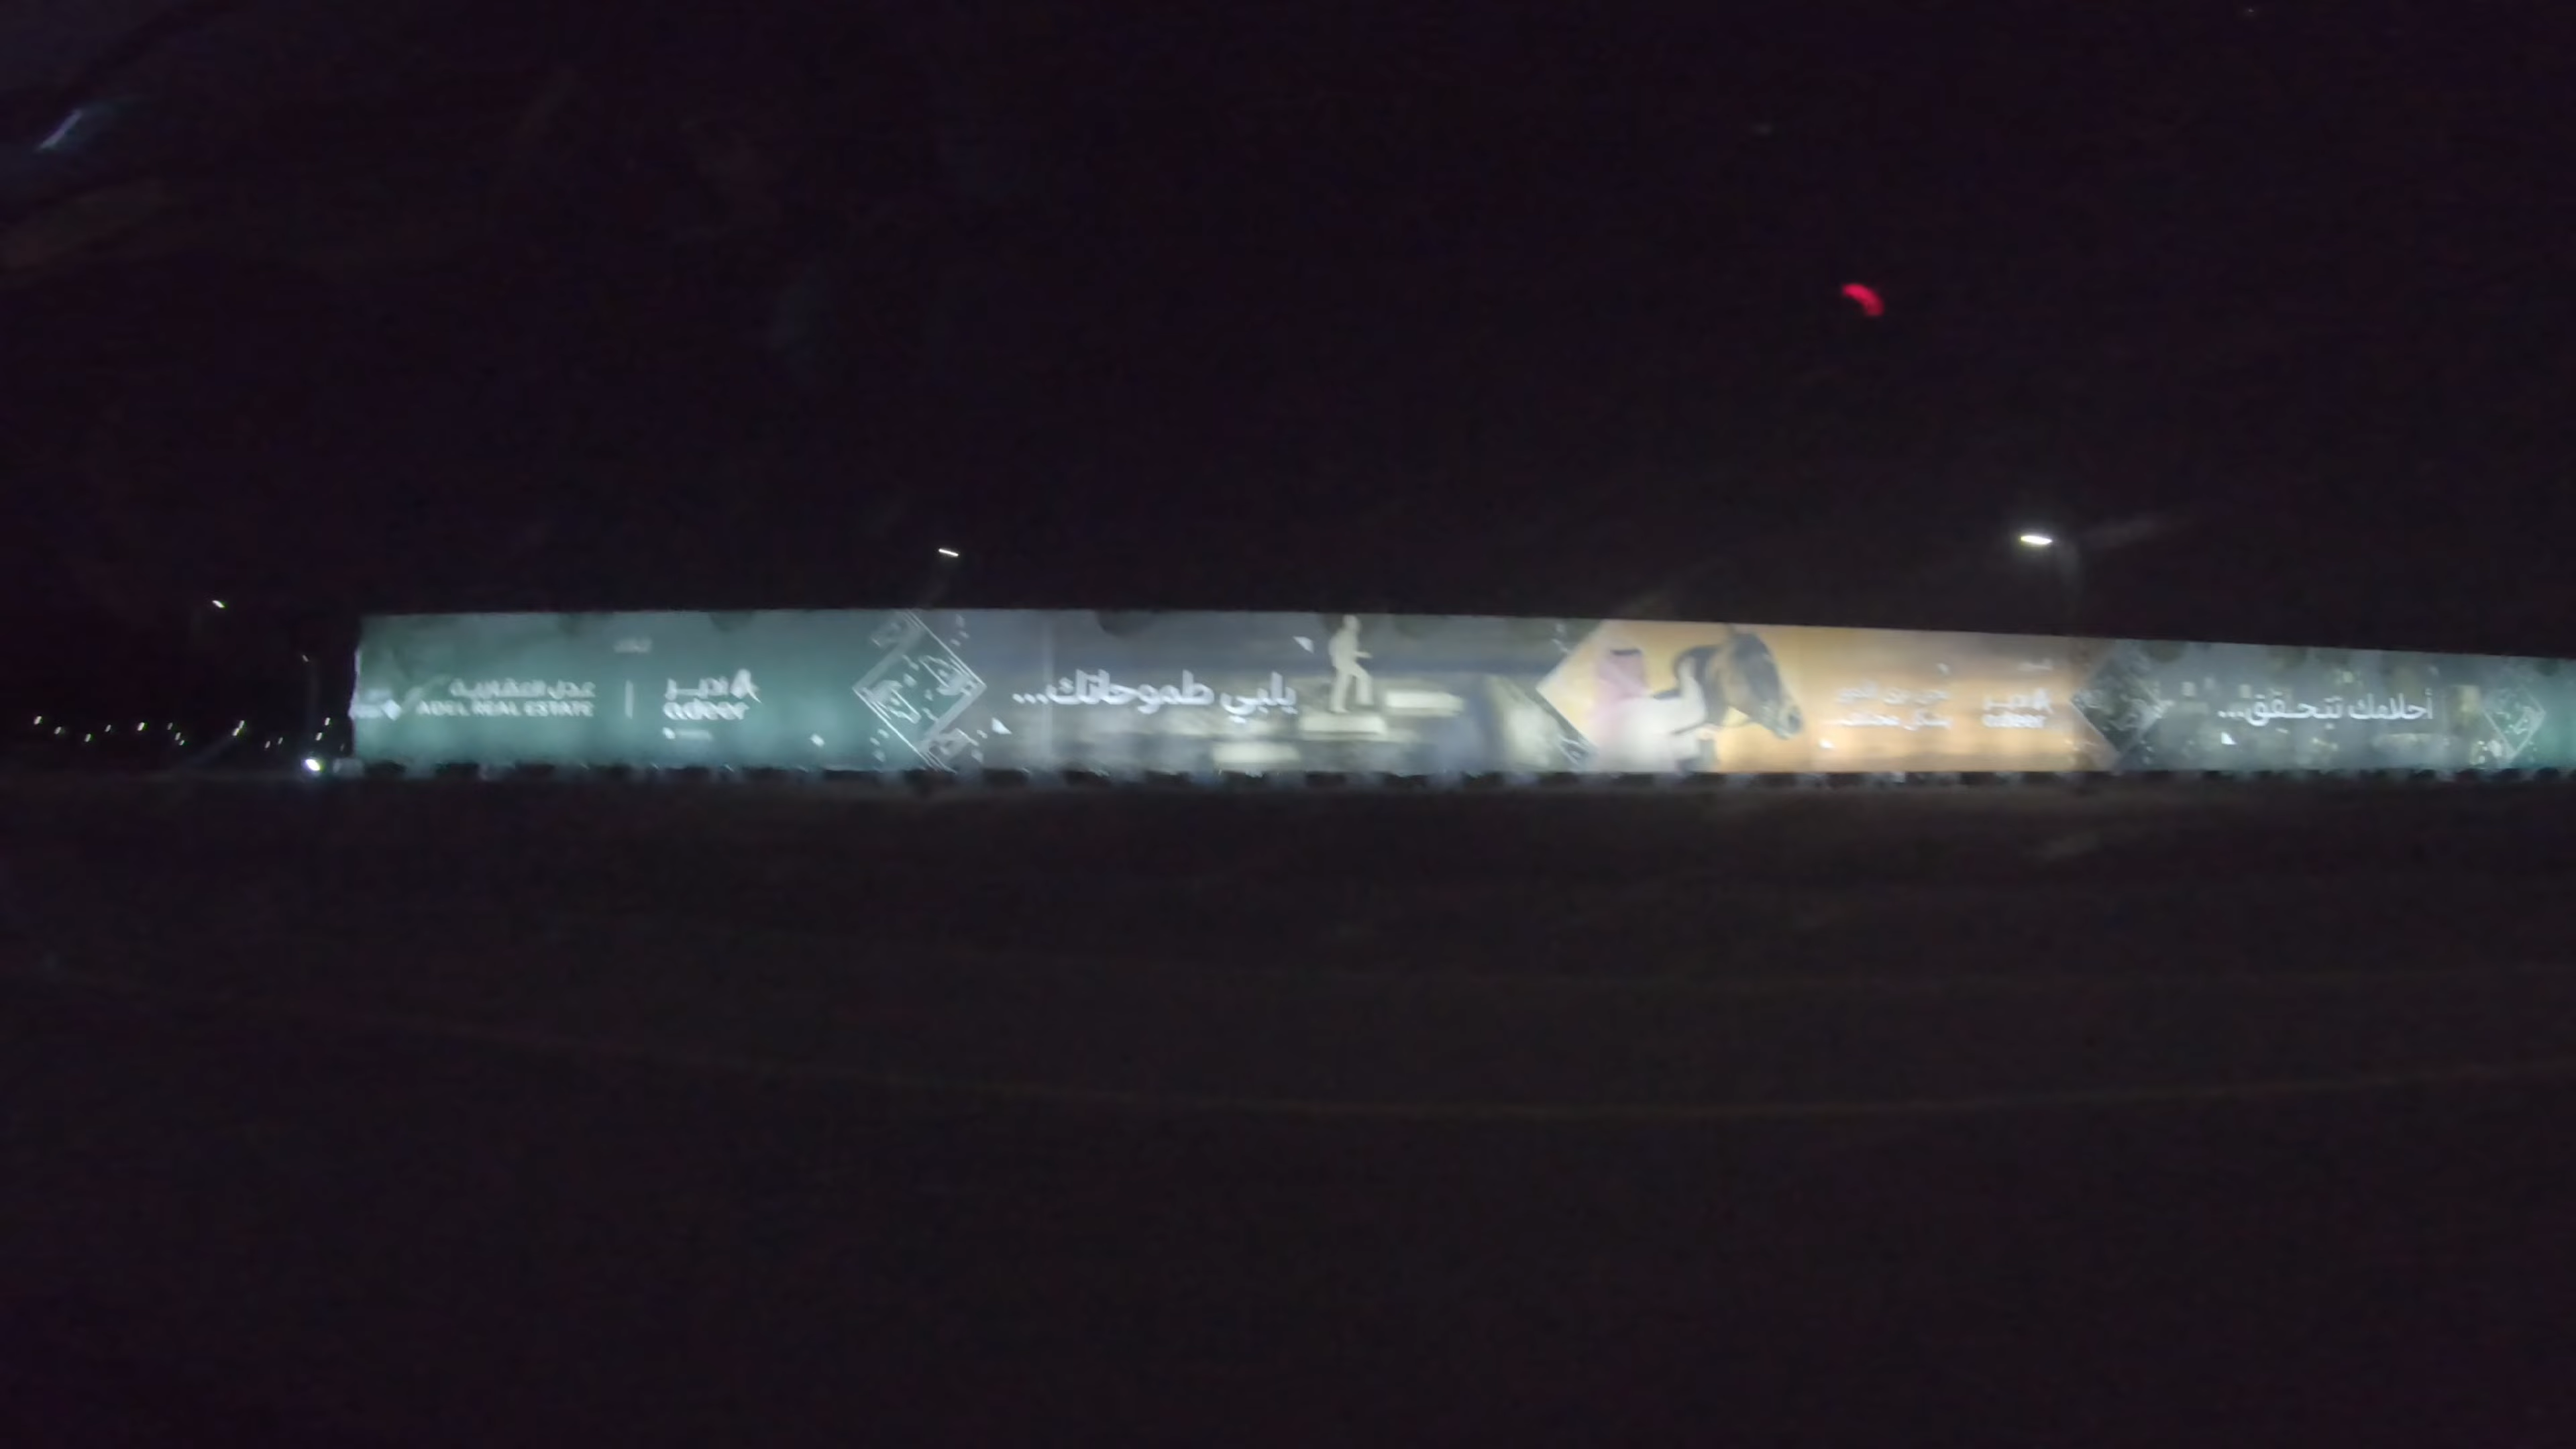 أحلامك تتحقق...
أدير
adeer
يلبي طموحاتك...
أدير
adeer
عدل العقارية
ADEL REAL ESTATE